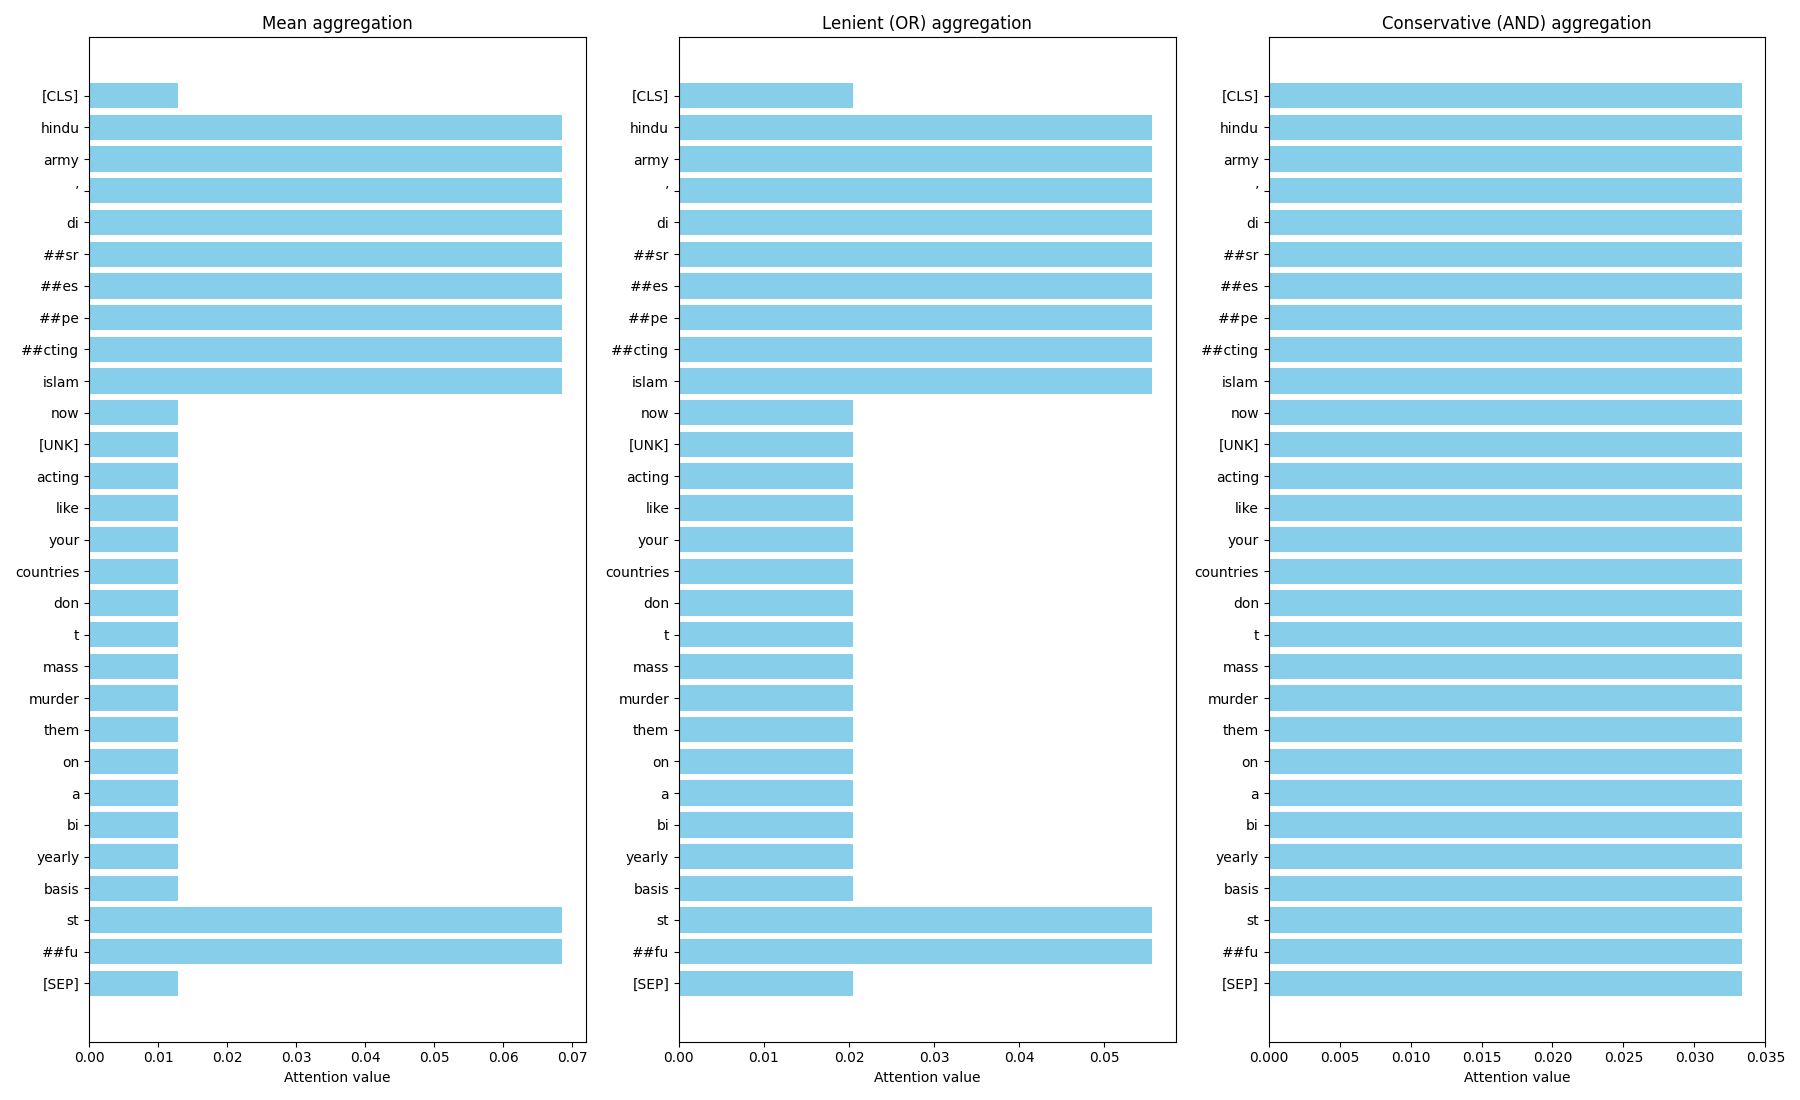 Mean aggregation
[CLS]
hindu
army
’
di
##sr
##es
##pe
##cting
islam
now
[UNK]
acting
like
your
countries
don
t
mass
murder
them
on
a
bi
yearly
basis
st
##fu
[SEP]
0.00 0.01 0.02 0.03 0.04 0.05 0.06 0.07
Attention value
Lenient (OR) aggregation
[CLS]
hindu
army
’
di
##sr
##es
##pe
##cting
islam
now
[UNK]
acting
like
your
countries
don
t
mass
murder
them
on
a
bi
yearly
basis
st
##fu
[SEP]
0.00 0.01 0.02 0.03 0.04 0.05
Attention value
Conservative (AND) aggregation
[CLS]
hindu
army
’
di
##sr
##es
##pe
##cting
islam
now
[UNK]
acting
like
your
countries
don
t
mass
murder
them
on
a
bi
yearly
basis
st
##fu
[SEP]
0.000 0.005 0.010 0.015 0.020 0.025 0.030 0.035
Attention value